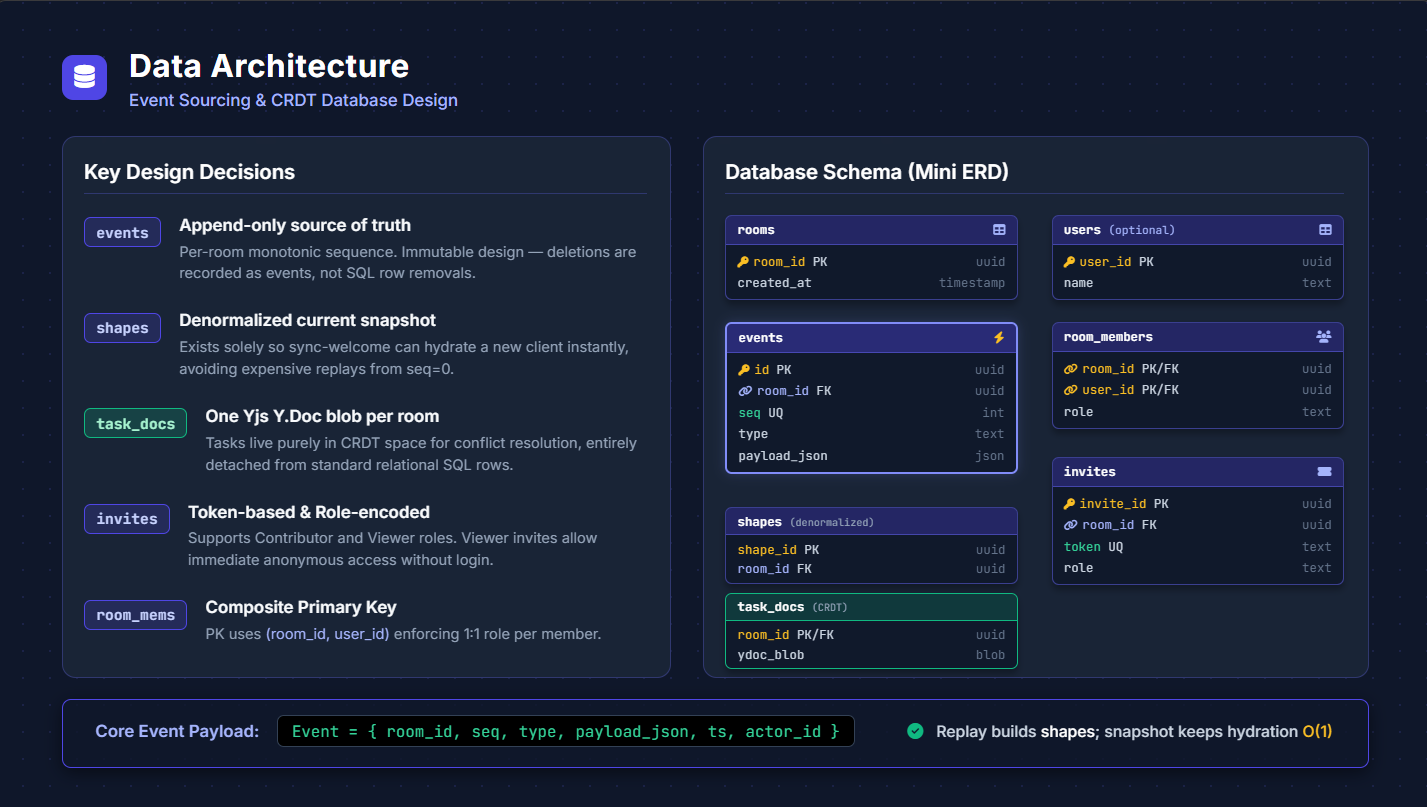 Data Architecture
Event Sourcing & CRDT Database Design
Key Design Decisions
events
Append-only source of truth
Per-room monotonic sequence. Immutable design — deletions are
recorded as events, not SQL row removals.
shapes
Denormalized current snapshot
Exists solely so sync-welcome can hydrate a new client instantly,
avoiding expensive replays from seq=0.
task_docs
One Yjs Y.Doc blob per room
Tasks live purely in CRDT space for conflict resolution, entirely
detached from standard relational SQL rows.
invites
Token-based & Role-encoded
Supports Contributor and Viewer roles. Viewer invites allow
immediate anonymous access without login.
room_mems
Composite Primary Key
PK uses (room_id, user_id) enforcing 1:1 role per member.
Database Schema (Mini ERD)
rooms
room_id PK uuid
created_at timestamp
events
id PK uuid
room_id FK uuid
seq UQ int
type text
payload_json json
shapes (denormalized)
shape_id PK uuid
room_id FK uuid
task_docs (CRDT)
room_id PK/FK uuid
ydoc_blob blob
users (optional)
user_id PK uuid
name text
room_members
room_id PK/FK uuid
user_id PK/FK uuid
role text
invites
invite_id PK uuid
room_id FK uuid
token UQ text
role text
Core Event Payload: Event = { room_id, seq, type, payload_json, ts, actor_id }
Replay builds shapes; snapshot keeps hydration O(1)